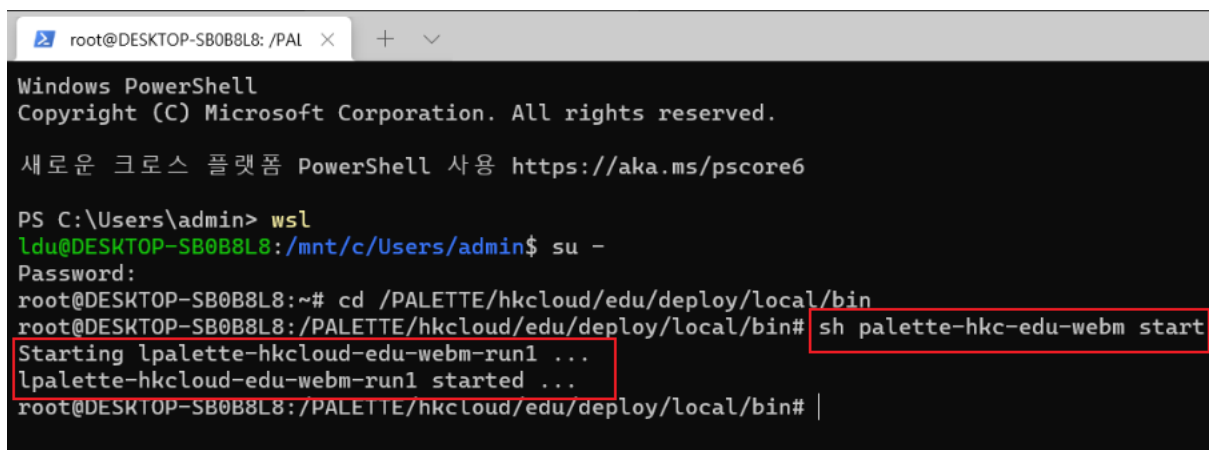 root@DESKTOP-SB0B8L8: /PAL
Windows PowerShell
Copyright (C) Microsoft Corporation. All rights reserved.
새로운 크로스 플랫폼 PowerShell 사용 https://aka.ms/pscore6
PS C:\Users\admin> wsl
ldu@DESKTOP-SB0B8L8:/mnt/c/Users/admin$ su -
Password:
root@DESKTOP-SB0B8L8:~# cd /PALETTE/hkcloud/edu/deploy/local/bin
root@DESKTOP-SB0B8L8:/PALETTE/hkcloud/edu/deploy/local/bin# sh palette-hkc-edu-webm start
Starting lpalette-hkcloud-edu-webm-run1 ...
lpalette-hkcloud-edu-webm-run1 started ...
root@DESKTOP-SB0B8L8:/PALETTE/hkcloud/edu/deploy/local/bin#